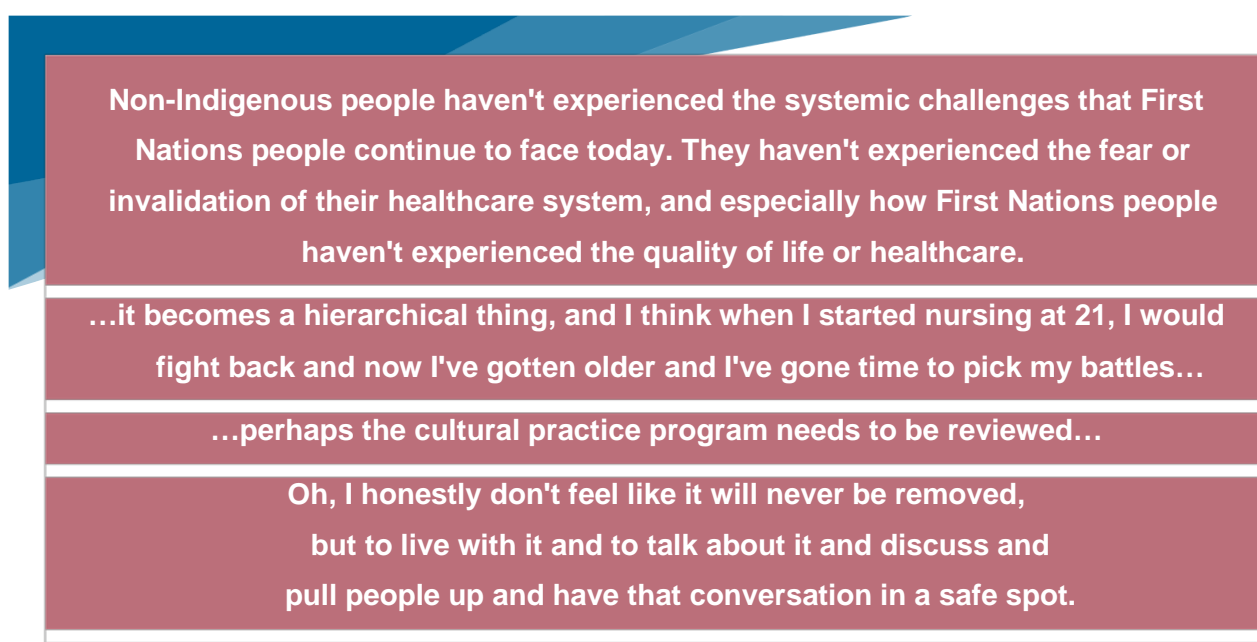 Non-Indigenous people haven't experienced the systemic challenges that First
Nations people continue to face today. They haven't experienced the fear or
invalidation of their healthcare system, and especially how First Nations people
haven't experienced the quality of life or healthcare.
…it becomes a hierarchical thing, and I think when I started nursing at 21, I would
fight back and now I've gotten older and I've gone time to pick my battles…
…perhaps the cultural practice program needs to be reviewed…
Oh, I honestly don't feel like it will never be removed,
but to live with it and to talk about it and discuss and
pull people up and have that conversation in a safe spot.